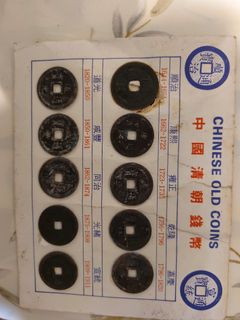 CHINESE OLD COINS
中國清朝錢幣
順治
1644-1661
康熙
1662-1722
雍正
1723-1735
乾隆
1736-1796
嘉慶
1796-1820
道光
1820-1850
咸豐
1850-1861
同治
1862-1874
光緒
1875-1908
宣統
1909-1911